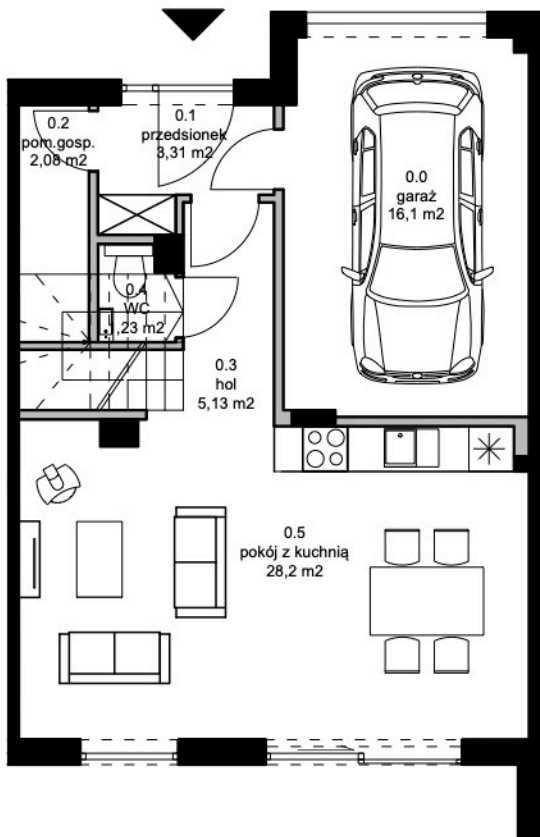 0.1
przedsionek
3,31 m2
0.2
pom.gosp.
2,08 m2
0.0
garaż
16,1 m2
0.4
WC
,23 m2
0.3
hol
5,13 m2
0.5
pokój z kuchnią
28,2 m2